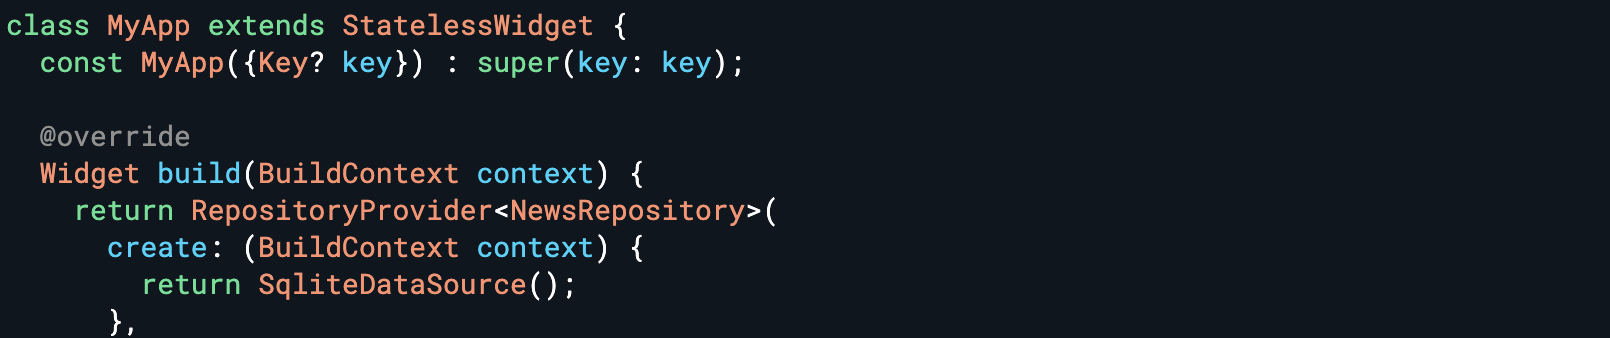 class MyApp extends StatelessWidget {
  const MyApp({Key? key}) : super(key: key);

  @override
  Widget build(BuildContext context) {
    return RepositoryProvider<NewsRepository>(
      create: (BuildContext context) {
        return SqliteDataSource();
      },